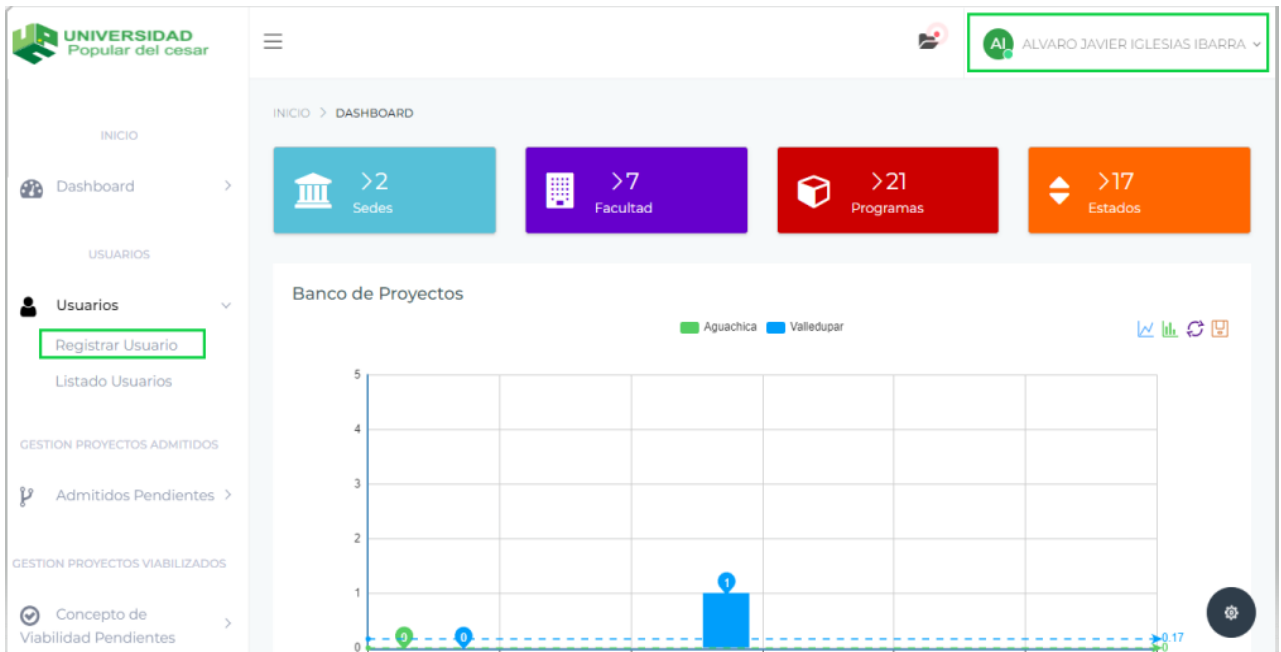 UNIVERSIDAD
Popular del cesar
AI ALVARO JAVIER IGLESIAS IBARRA
INICIO > DASHBOARD
INICIO
Dashboard
USUARIOS
Usuarios
Registrar Usuario
Listado Usuarios
GESTION PROYECTOS ADMITIDOS
Admitidos Pendientes
GESTION PROYECTOS VIABILIZADOS
Concepto de
Viabilidad Pendientes
>2
Sedes
>7
Facultad
>21
Programas
>17
Estados
Banco de Proyectos
Aguachica Valledupar
5
4
3
2
1
0
0
0
1
0.17
0